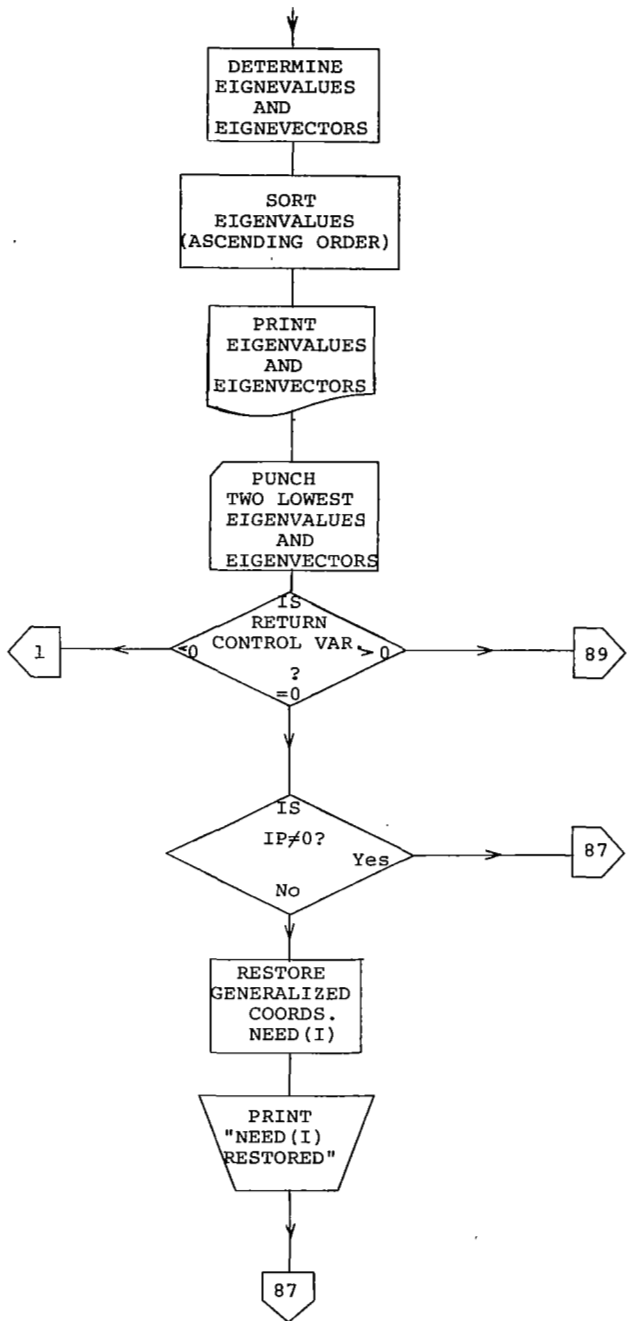 DETERMINE
EIGNEVALUES
AND
EIGNEVECTORS
SORT
EIGENVALUES
(ASCENDING ORDER)
PRINT
EIGENVALUES
AND
EIGENVECTORS
PUNCH
TWO LOWEST
EIGENVALUES
AND
EIGENVECTORS
IS
RETURN
CONTROL VAR.
1 <0 > 0 89
?
=0
IS
IP≠0?
Yes 87
No
RESTORE
GENERALIZED
COORDS.
NEED(I)
PRINT
"NEED(I)
RESTORED"
87